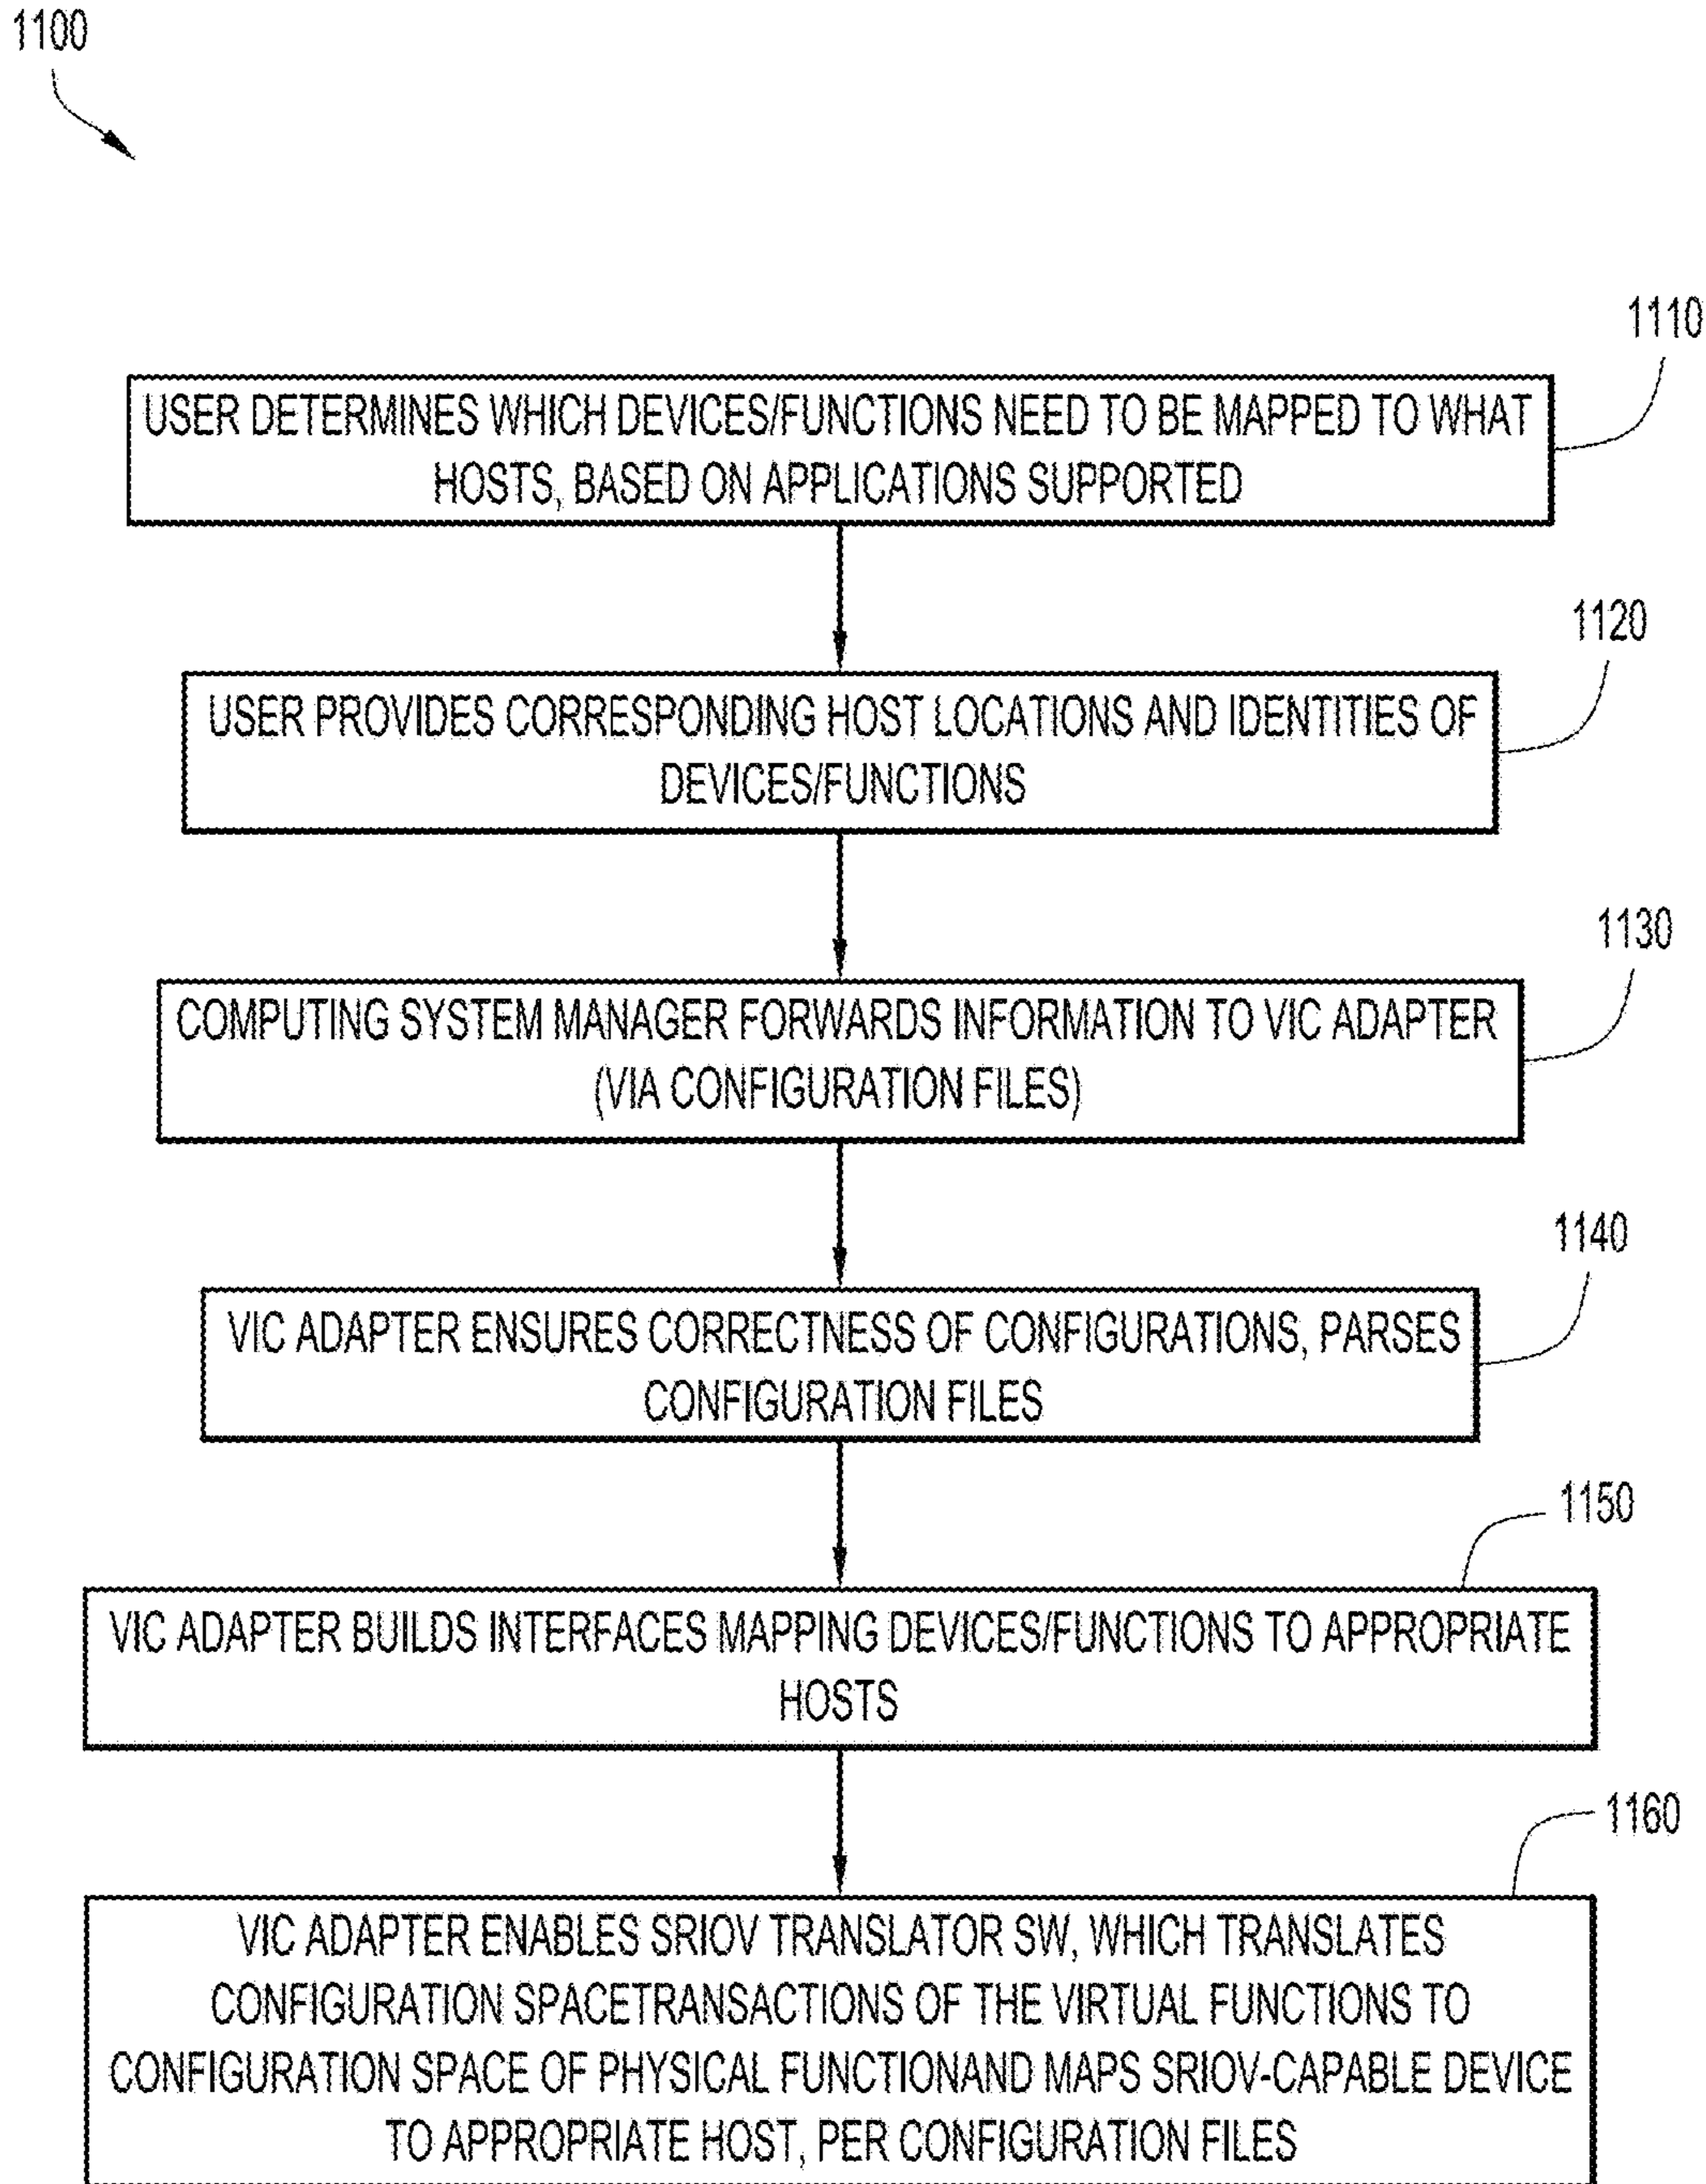 1100
1110
USER DETERMINES WHICH DEVICES/FUNCTIONS NEED TO BE MAPPED TO WHAT
HOSTS, BASED ON APPLICATIONS SUPPORTED
1120
USER PROVIDES CORRESPONDING HOST LOCATIONS AND IDENTITIES OF
DEVICES/FUNCTIONS
1130
COMPUTING SYSTEM MANAGER FORWARDS INFORMATION TO VIC ADAPTER
(VIA CONFIGURATION FILES)
1140
VIC ADAPTER ENSURES CORRECTNESS OF CONFIGURATIONS, PARSES
CONFIGURATION FILES
1150
VIC ADAPTER BUILDS INTERFACES MAPPING DEVICES/FUNCTIONS TO APPROPRIATE
HOSTS
1160
VIC ADAPTER ENABLES SRIOV TRANSLATOR SW, WHICH TRANSLATES
CONFIGURATION SPACETRANSACTIONS OF THE VIRTUAL FUNCTIONS TO
CONFIGURATION SPACE OF PHYSICAL FUNCTIONAND MAPS SRIOV-CAPABLE DEVICE
TO APPROPRIATE HOST, PER CONFIGURATION FILES